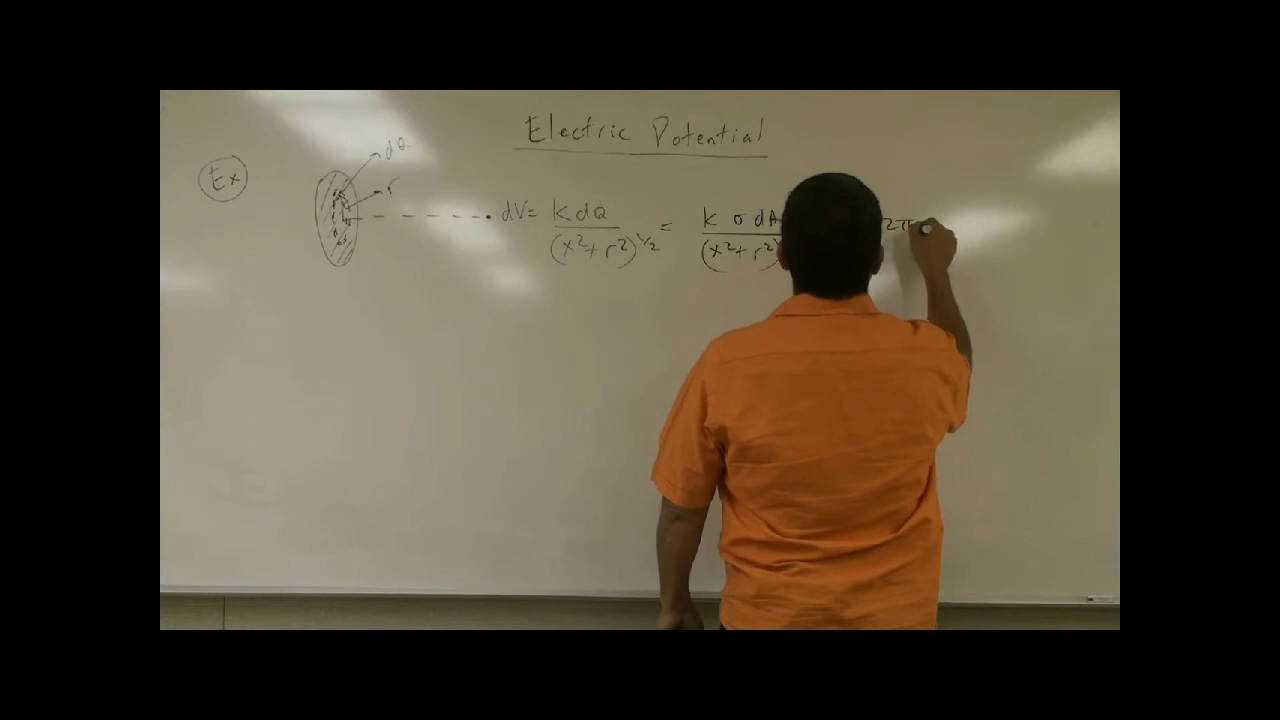 Electric Potential
Ex
dQ
r
dV = k dQ / (x² + r²)^1/2 = k σ dA / (x² + r²) 2π